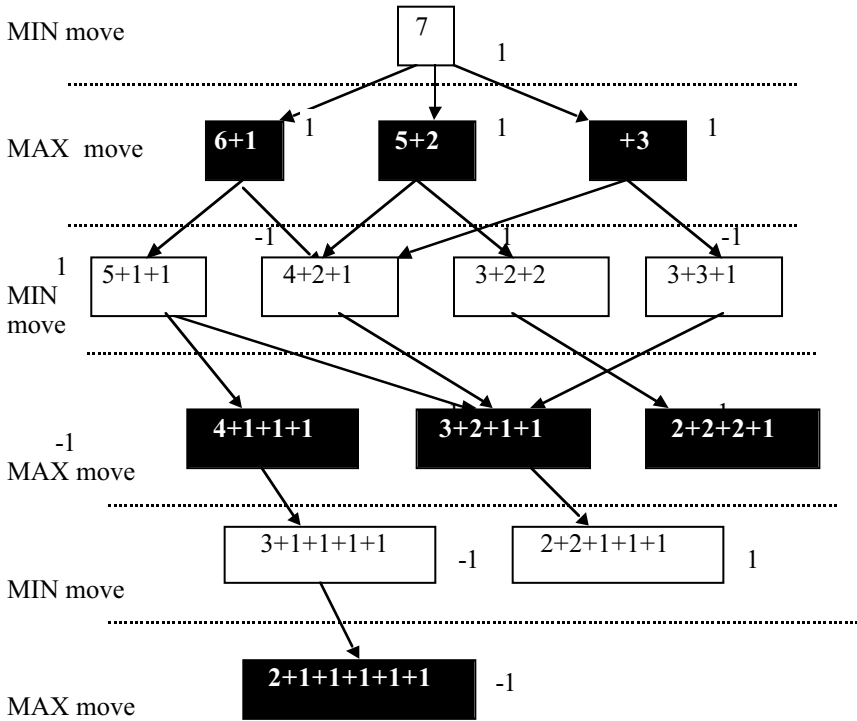 MIN move
7
1
6+1 1 5+2 1 +3 1
MAX move
-1 1 -1
1
5+1+1 4+2+1 3+2+2 3+3+1
MIN
move
4+1+1+1 3+2+1+1 2+2+2+1
-1
MAX move
3+1+1+1+1 -1 2+2+1+1+1 1
MIN move
2+1+1+1+1+1 -1
MAX move